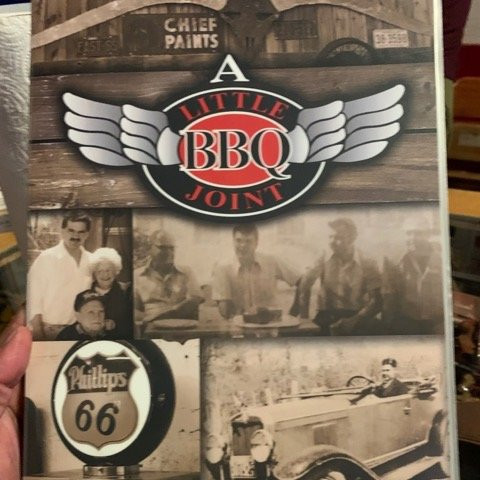 CHIEF
PAINTS
A
LITTLE
BBQ
JOINT
Phillips
66